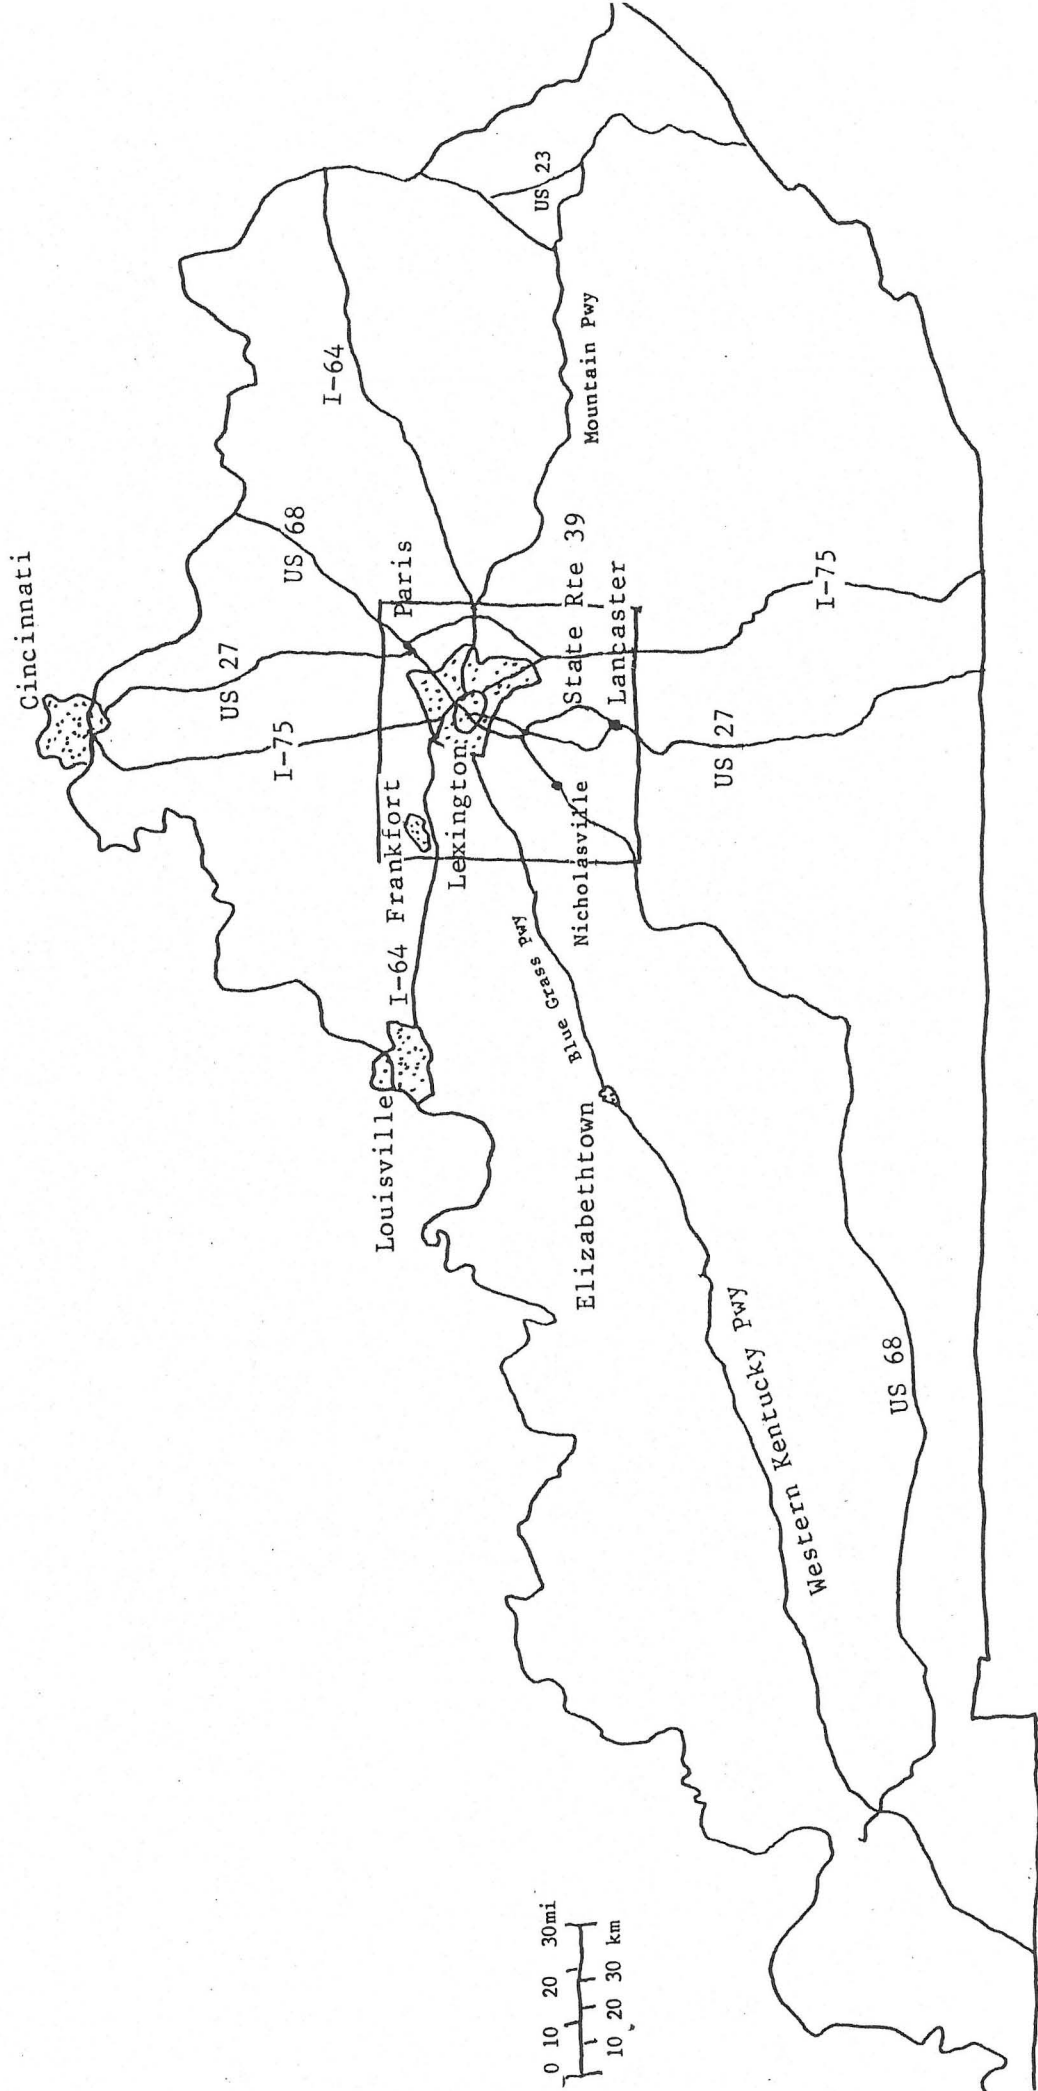 Cincinnati
US 27
US 68
I-75
I-64
US 23
Mountain Pwy
Paris
State Rte 39
Lancaster
I-75
US 27
Lexington
Nicholasville
I-64 Frankfort
Louisville
Blue Grass Pwy
Elizabethtown
Western Kentucky Pwy
US 68
0 10 20 30mi
10 20 30 km